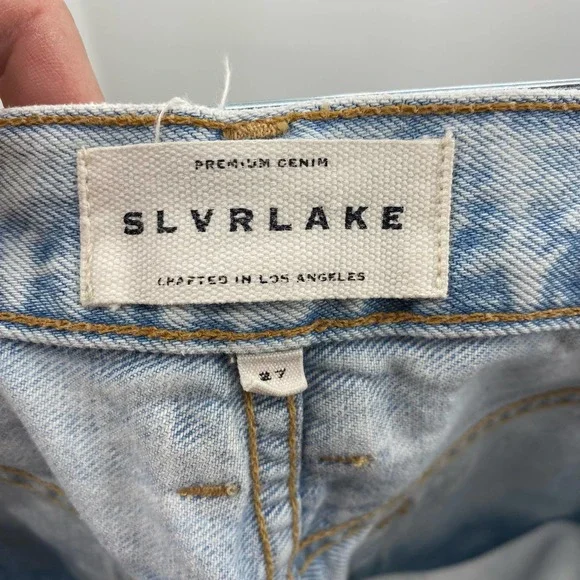 PREMIUM DENIM
SLVRLAKE
CRAFTED IN LOS ANGELES
27